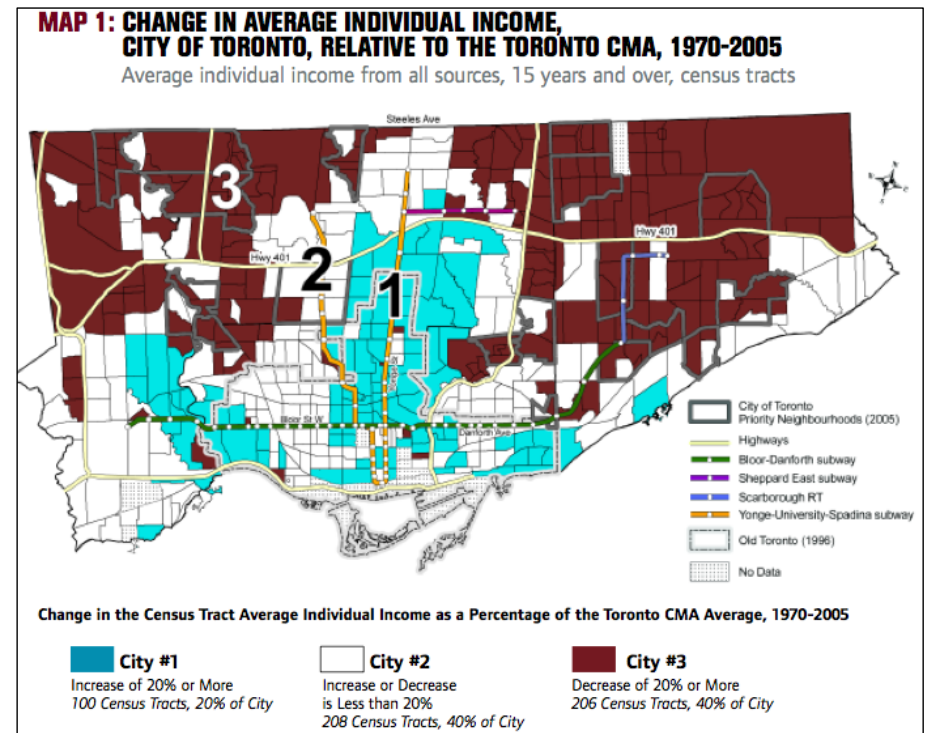 MAP 1: CHANGE IN AVERAGE INDIVIDUAL INCOME,
CITY OF TORONTO, RELATIVE TO THE TORONTO CMA, 1970-2005
Average individual income from all sources, 15 years and over, census tracts
Steeles Ave
3
Hwy 401
Hwy 401
2
1
Bloor St W
Danforth Ave
City of Toronto
Priority Neighbourhoods (2005)
Highways
Bloor-Danforth subway
Sheppard East subway
Scarborough RT
Yonge-University-Spadina subway
Old Toronto (1996)
No Data
Change in the Census Tract Average Individual Income as a Percentage of the Toronto CMA Average, 1970-2005
City #1
Increase of 20% or More
100 Census Tracts, 20% of City
City #2
Increase or Decrease
is Less than 20%
208 Census Tracts, 40% of City
City #3
Decrease of 20% or More
206 Census Tracts, 40% of City